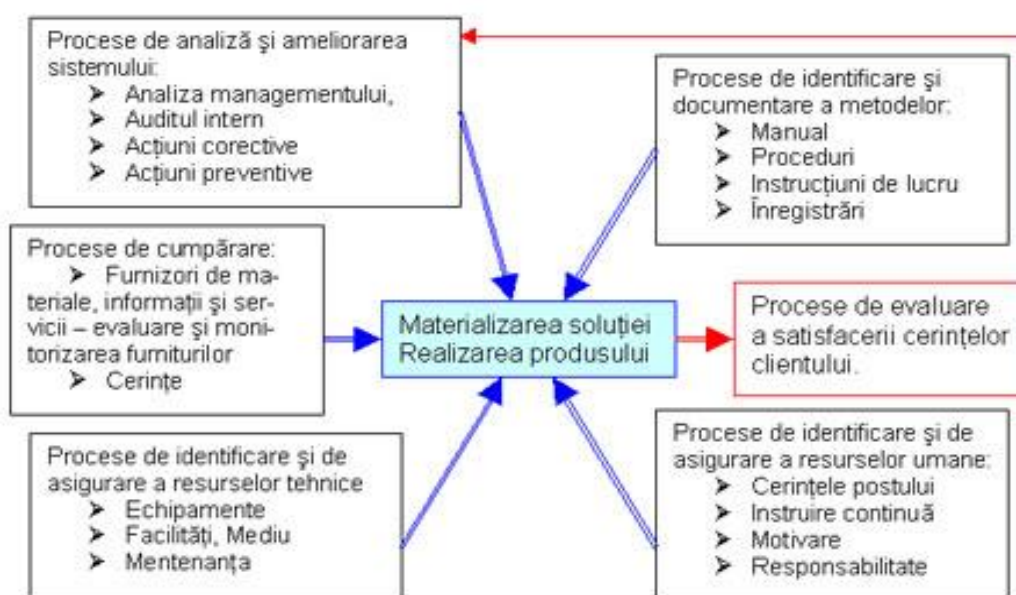 Procese de analiză şi ameliorarea
sistemului:
➢ Analiza managementului,
➢ Auditul intern
➢ Acţiuni corective
➢ Acţiuni preventive
Procese de identificare şi
documentare a metodelor:
➢ Manual
➢ Proceduri
➢ Instrucţiuni de lucru
➢ Înregistrări
Procese de cumpărare:
➢ Furnizori de ma-
teriale, informaţii şi ser-
vicii – evaluare şi moni-
torizarea furniturilor
➢ Cerinţe
Materializarea soluţiei
Realizarea produsului
Procese de evaluare
a satisfacerii cerinţelor
clientului.
Procese de identificare şi de
asigurare a resurselor tehnice
➢ Echipamente
➢ Facilităţi, Mediu
➢ Mentenanţa
Procese de identificare şi de
asigurare a resurselor umane:
➢ Cerinţele postului
➢ Instruire continuă
➢ Motivare
➢ Responsabilitate